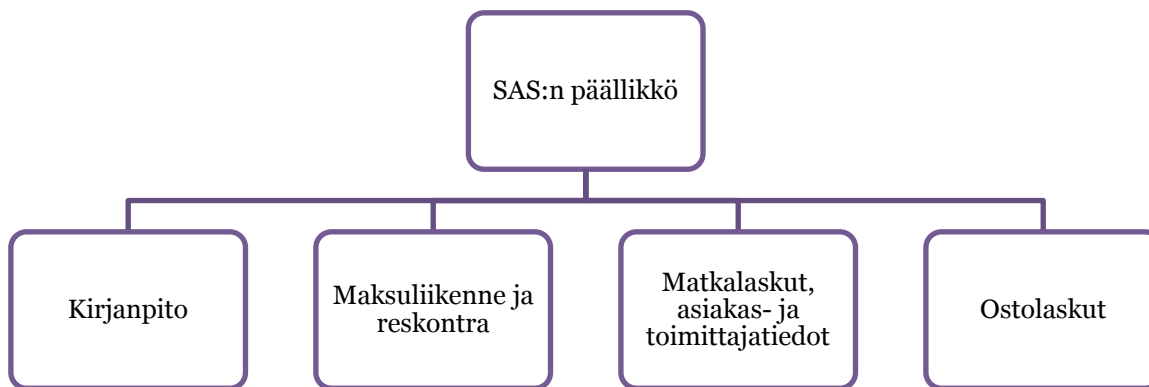 SAS:n päällikkö
Kirjanpito
Maksuliikenne ja
reskontra
Matkalaskut,
asiakas- ja
toimittajatiedot
Ostolaskut